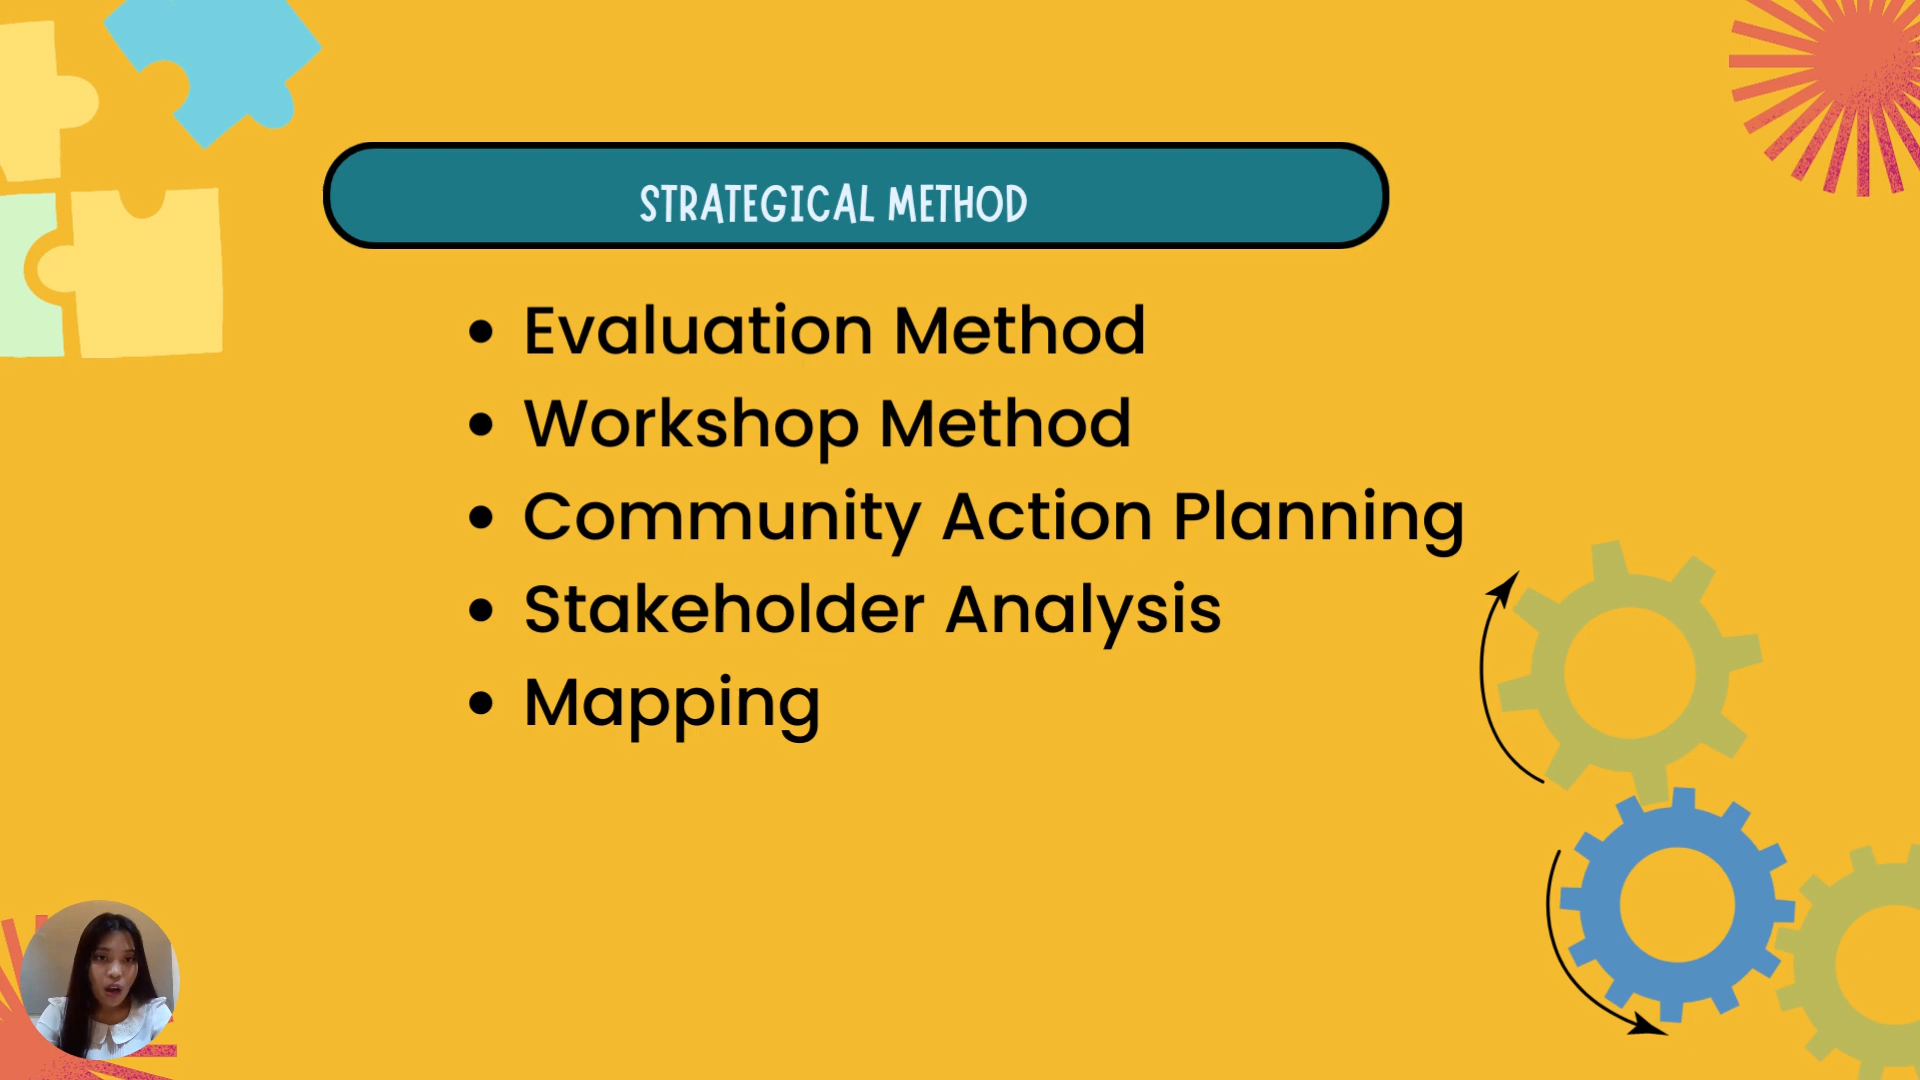 STRATEGICAL METHOD
• Evaluation Method
• Workshop Method
• Community Action Planning
• Stakeholder Analysis
• Mapping